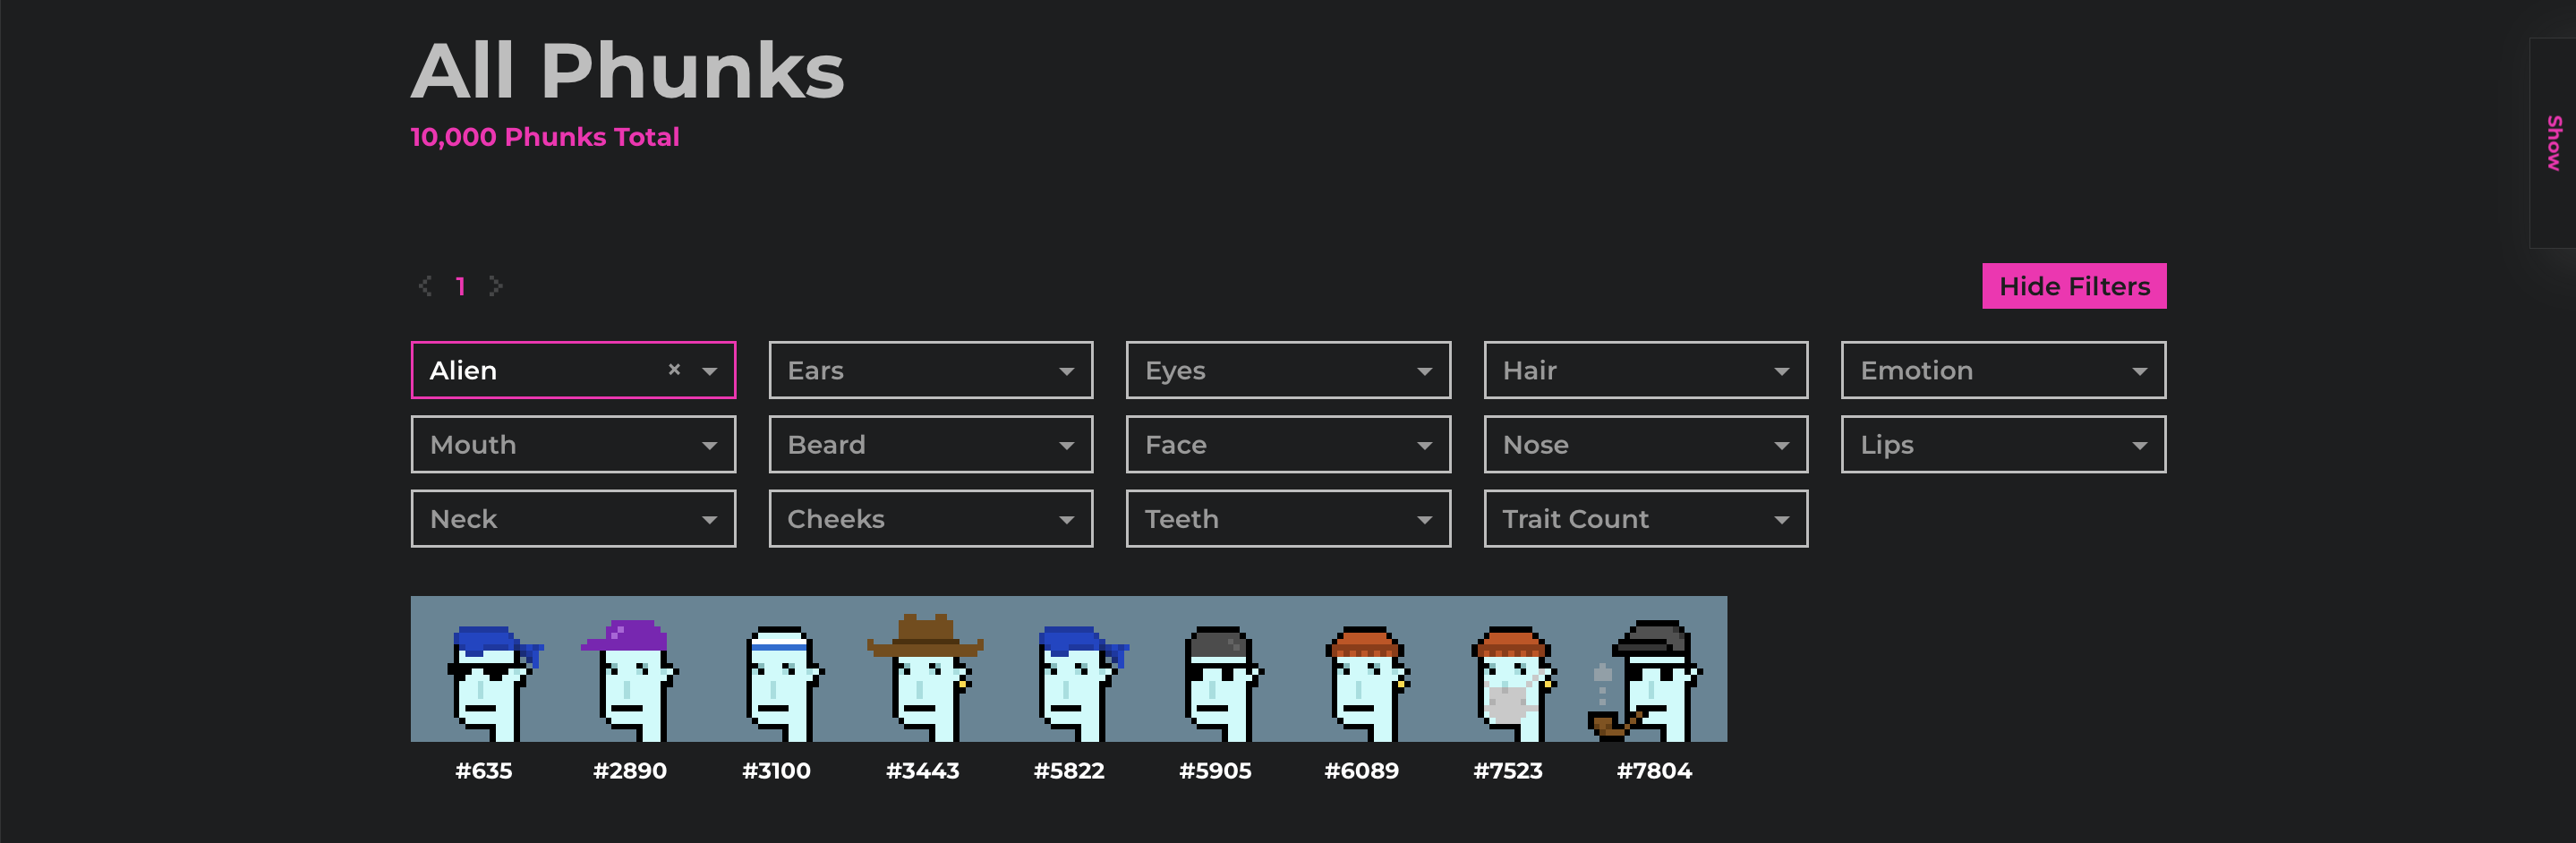 All Phunks
10,000 Phunks Total
Show
1
Hide Filters
Alien × Ears Eyes Hair Emotion
Mouth Beard Face Nose Lips
Neck Cheeks Teeth Trait Count
#635 #2890 #3100 #3443 #5822 #5905 #6089 #7523 #7804